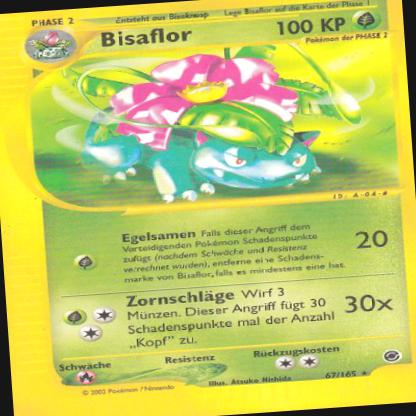 PHASE 2
Entsteht aus Bisaknosp
Lege Bisaflor auf die Karte der Phase 1
Bisaflor
100 KP
Pokémon der PHASE 2
ID: A-04-#
Egelsamen Falls dieser Angriff dem
Verteidigenden Pokémon Schadenspunkte
zufügt (nachdem Schwäche und Resistenz
verrechnet wurden), entferne eine Schadens-
marke von Bisaflor, falls es mindestens eine hat.
20
Zornschläge Wirf 3
Münzen. Dieser Angriff fügt 30
Schadenspunkte mal der Anzahl
„Kopf" zu.
30x
Schwäche
Resistenz
Rückzugskosten
Illus. Atsuko Nishida
67/165 ★
© 2002 Pokémon / Nintendo